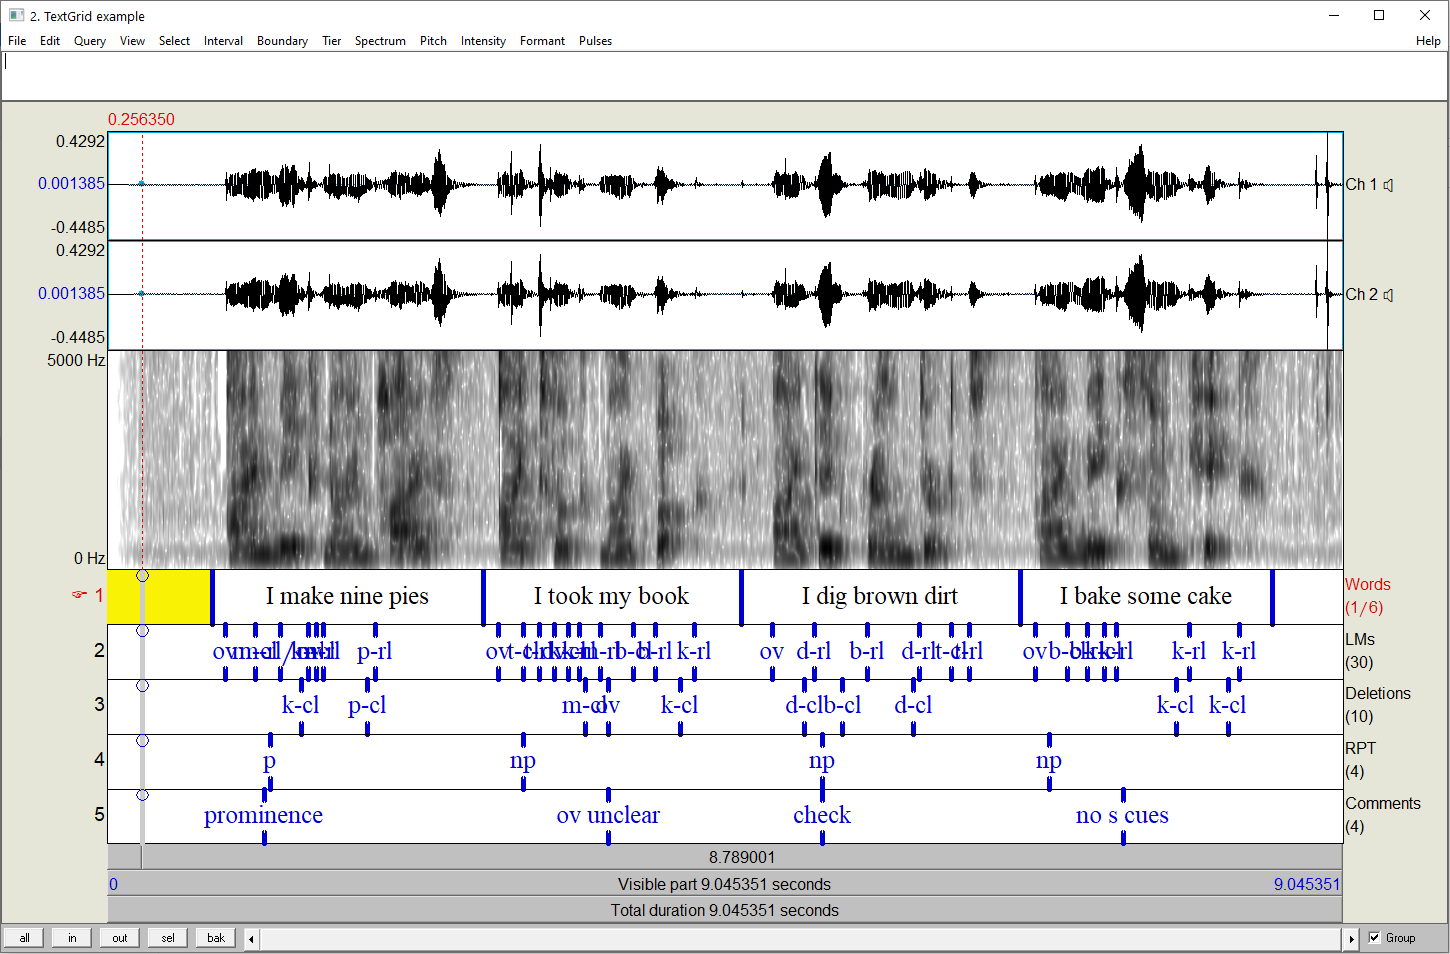 2. TextGrid example
File Edit Query View Select Interval Boundary Tier Spectrum Pitch Intensity Formant Pulses Help
0.256350
0.4292
0.001385 Ch 1
-0.4485
0.4292
0.001385 Ch 2
-0.4485
5000 Hz
0 Hz
1 I make nine pies I took my book I dig brown dirt I bake some cake Words
(1/6)
2 ov p-rl ov b-rl k-rl ov d-rl b-rl d-rl t-cl ov k-rl k-rl LMs
(30)
3 k-cl p-cl m-cl ov k-cl d-cl b-cl d-cl k-cl k-cl Deletions
(10)
4 p np np np RPT
(4)
5 prominence ov unclear check no s cues Comments
(4)
8.789001
0 Visible part 9.045351 seconds 9.045351
Total duration 9.045351 seconds
all in out sel bak Group